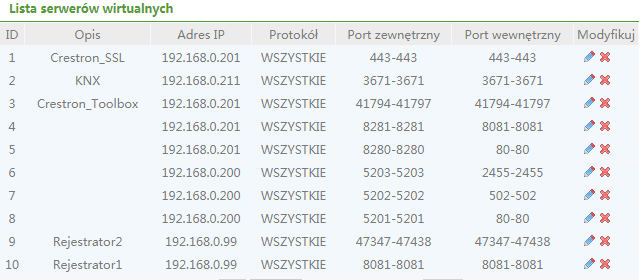 Lista serwerów wirtualnych
ID Opis Adres IP Protokół Port zewnętrzny Port wewnętrzny Modyfikuj
1 Crestron_SSL 192.168.0.201 WSZYSTKIE 443-443 443-443
2 KNX 192.168.0.211 WSZYSTKIE 3671-3671 3671-3671
3 Crestron_Toolbox 192.168.0.201 WSZYSTKIE 41794-41797 41794-41797
4 192.168.0.201 WSZYSTKIE 8281-8281 8081-8081
5 192.168.0.201 WSZYSTKIE 8280-8280 80-80
6 192.168.0.200 WSZYSTKIE 5203-5203 2455-2455
7 192.168.0.200 WSZYSTKIE 5202-5202 502-502
8 192.168.0.200 WSZYSTKIE 5201-5201 80-80
9 Rejestrator2 192.168.0.99 WSZYSTKIE 47347-47438 47347-47438
10 Rejestrator1 192.168.0.99 WSZYSTKIE 8081-8081 8081-8081